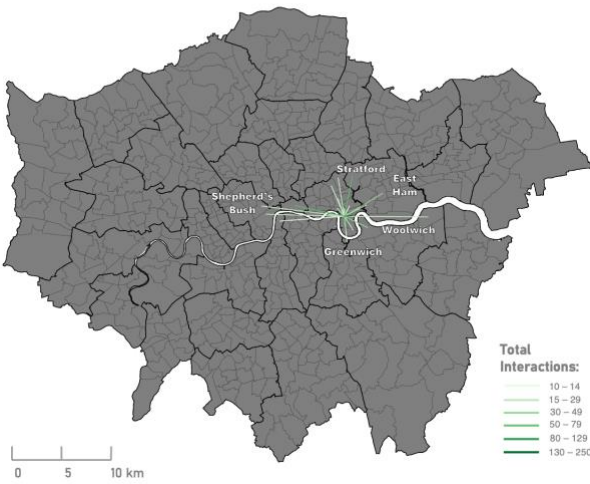 Stratford
East
Ham
Shepherd's
Bush
Woolwich
Greenwich
Total
Interactions:
10 – 14
15 – 29
30 – 49
50 – 79
80 – 129
130 – 250
0 5 10 km